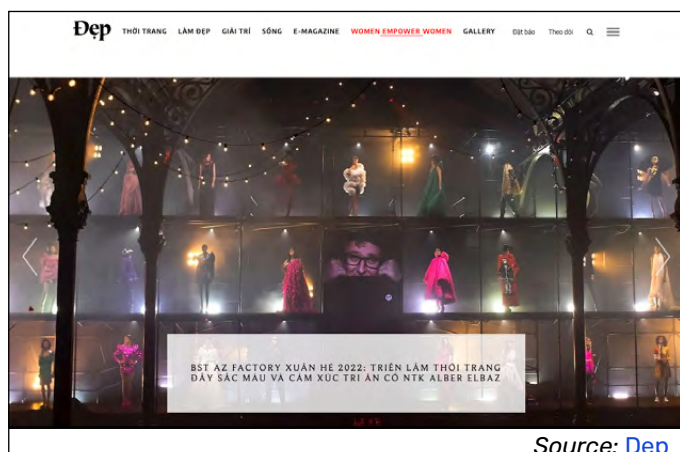 Đẹp THỜI TRANG LÀM ĐẸP GIẢI TRÍ SỐNG E-MAGAZINE WOMEN EMPOWER WOMEN GALLERY Đặt báo Theo dõi
BST AZ FACTORY XUÂN HÈ 2022: TRIỂN LÃM THỜI TRANG
ĐẦY SẮC MÀU VÀ CẢM XÚC TRI ÂN CỐ NTK ALBER ELBAZ
Source: Dep